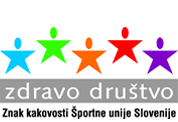 zdravo društvo
Znak kakovosti Športne unije Slovenije